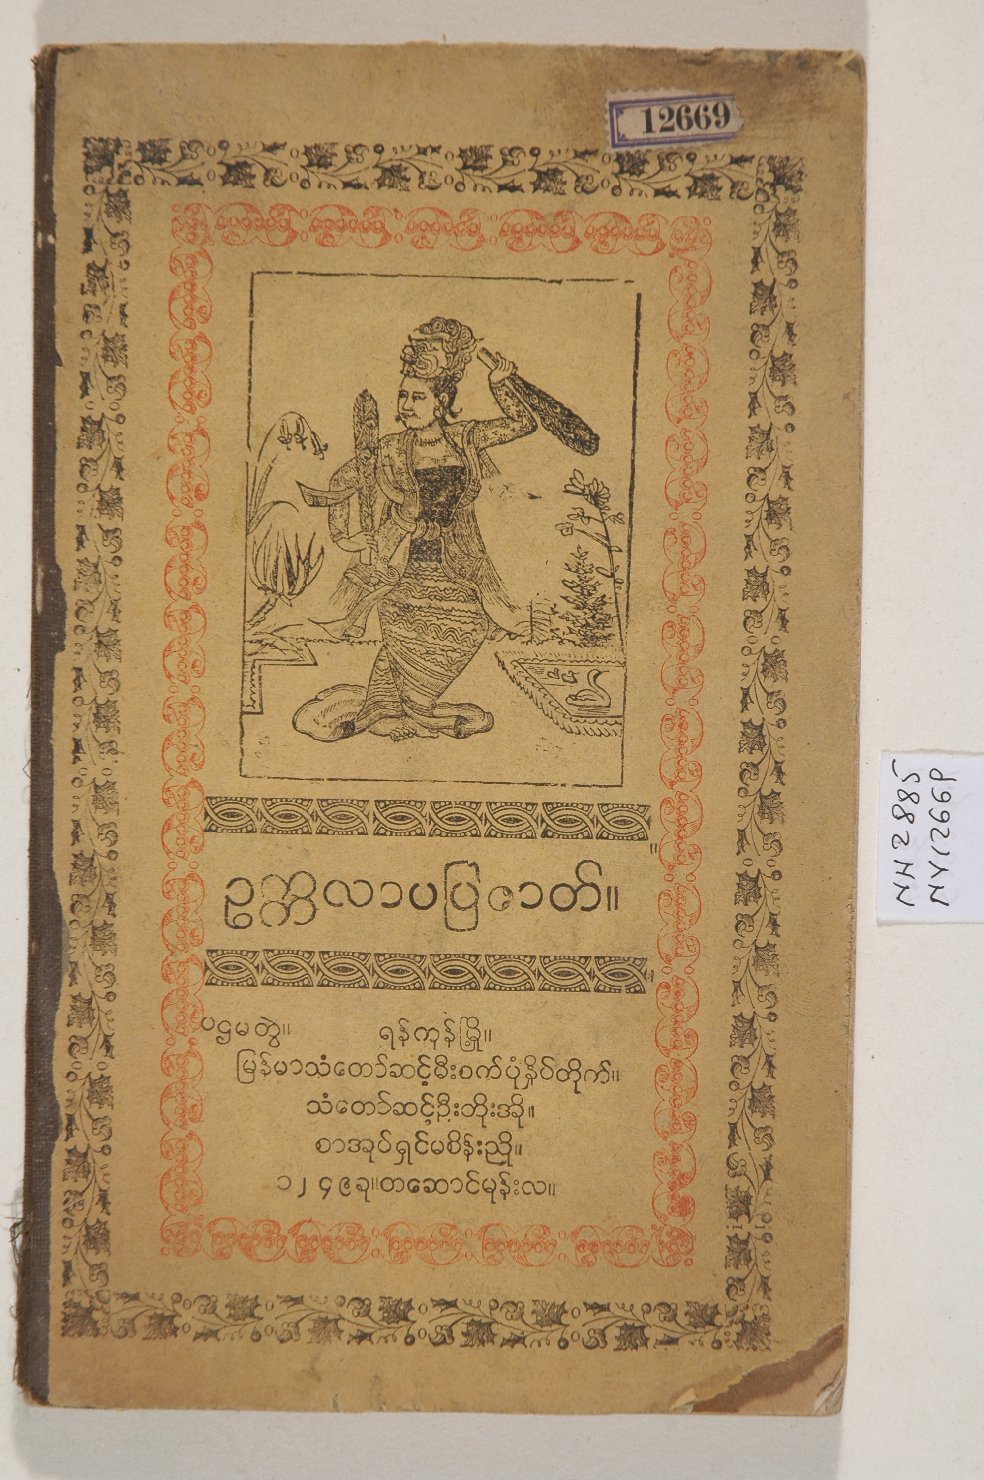 12669
ဥက္ကလာပပြဇာတ်။
ပဌမတွဲ။ ရန်ကုန်မြို့။
မြန်မာသံတော်ဆင့်မီးစက်ပုံနှိပ်တိုက်။
သံတော်ဆင့်ဦးဘိုးအို။
စာအုပ်ရှင်မစိန်းညို။
၁၂၄၉ခု။တဆောင်မုန်းလ။
NH2885
NY12669